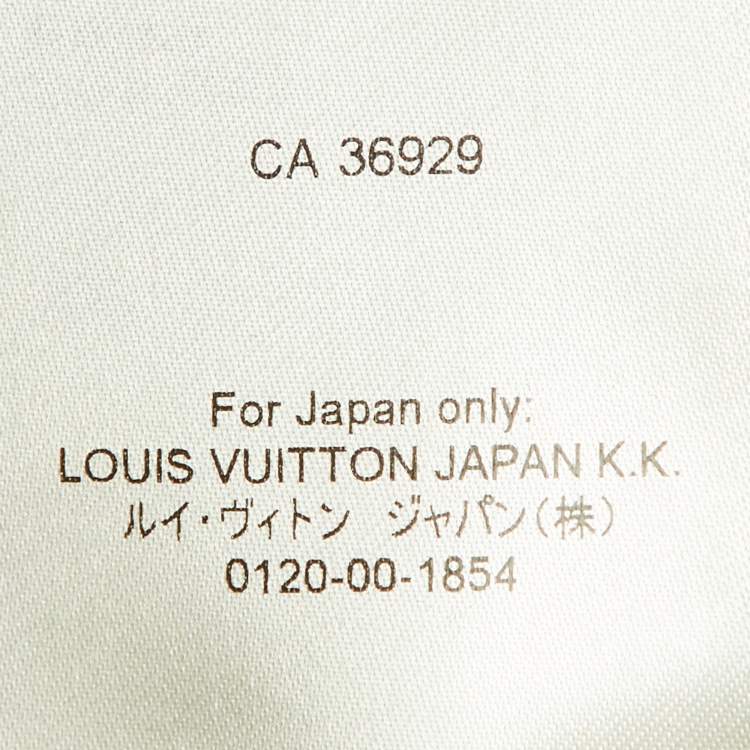 CA 36929
For Japan only:
LOUIS VUITTON JAPAN K.K.
ルイ・ヴィトン　ジャパン(株)
0120-00-1854